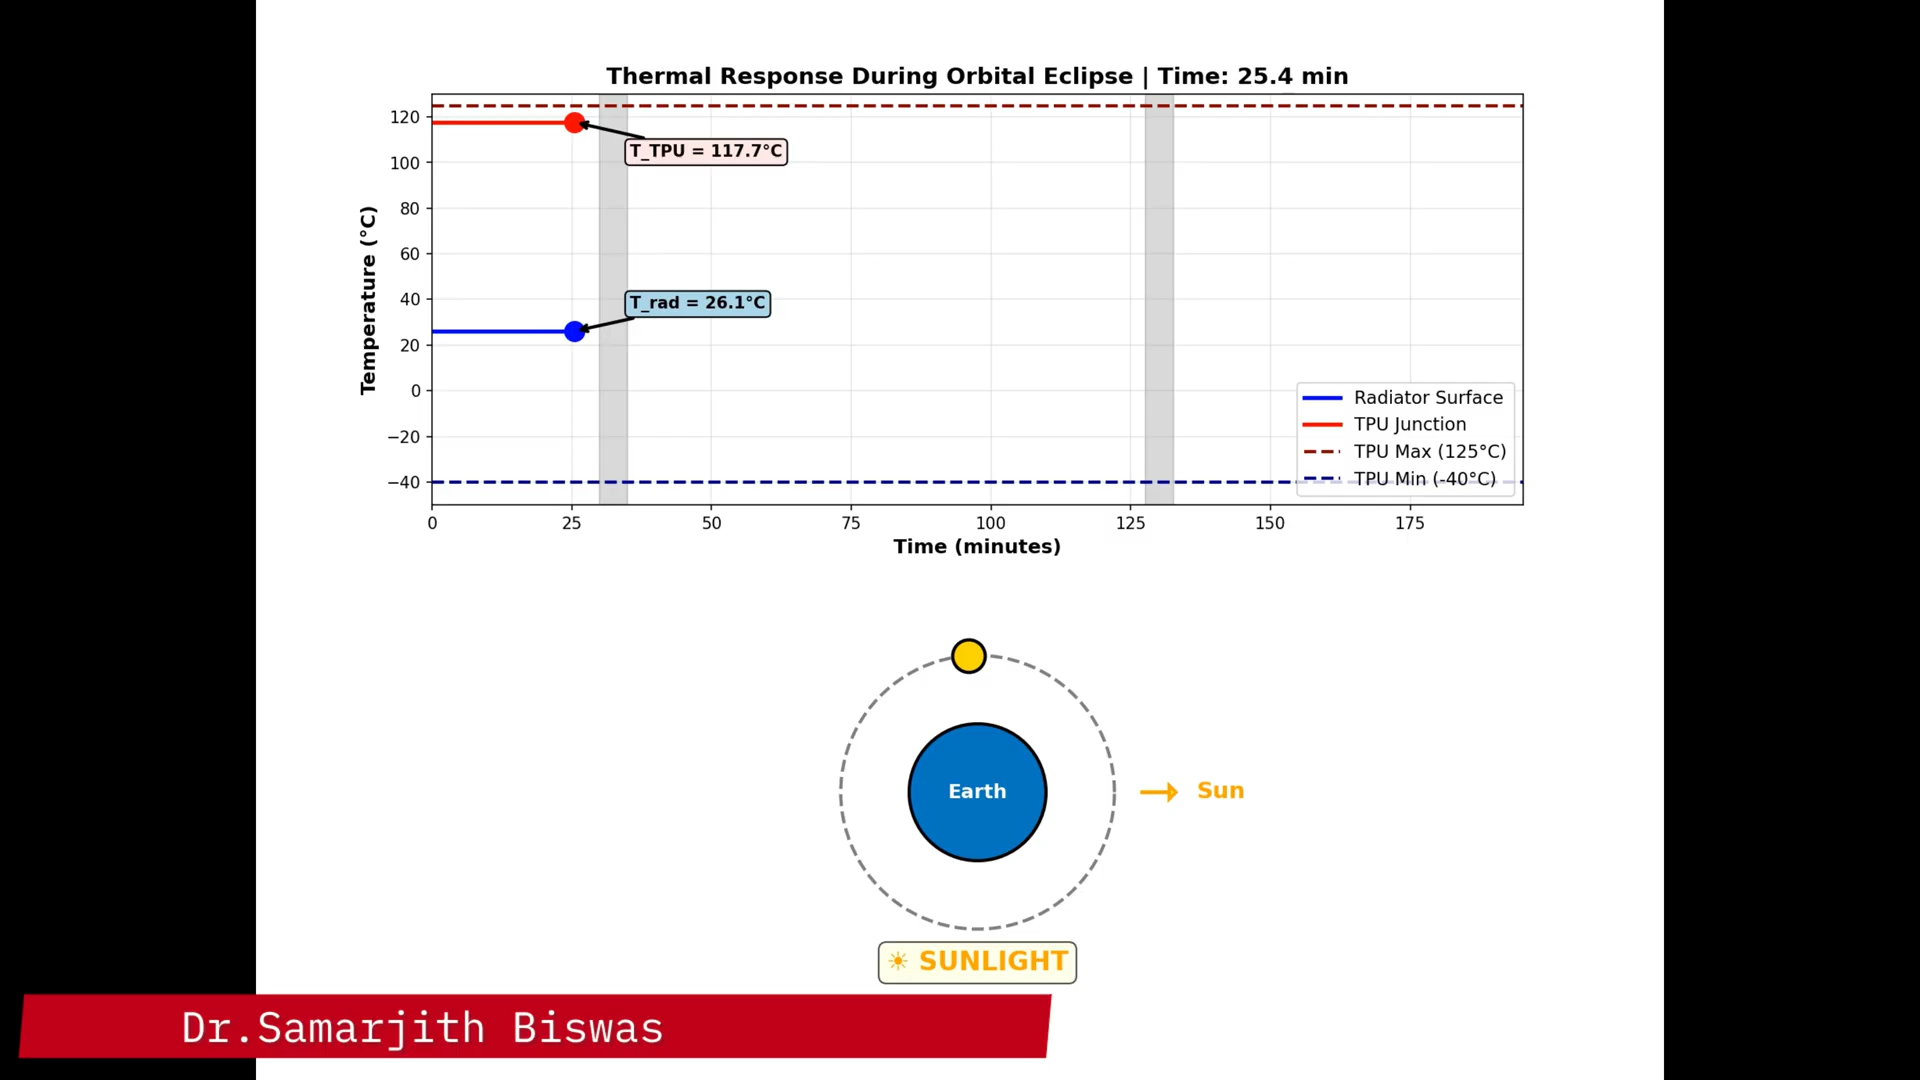 Thermal Response During Orbital Eclipse | Time: 25.4 min
Temperature (°C)
120
100
80
60
40
20
0
−20
−40
T_TPU = 117.7°C
T_rad = 26.1°C
Radiator Surface
TPU Junction
TPU Max (125°C)
TPU Min (-40°C)
0 25 50 75 100 125 150 175
Time (minutes)
Earth
Sun
☀ SUNLIGHT
Dr.Samarjith Biswas